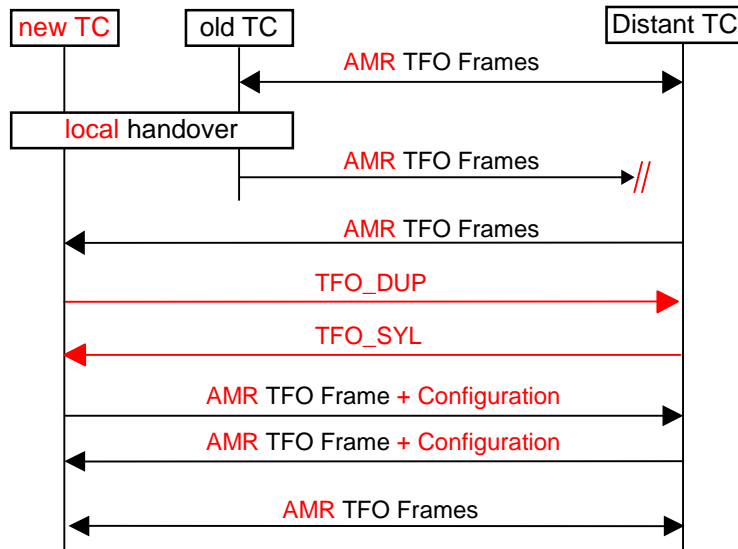 new TC
old TC
Distant TC
AMR TFO Frames
local handover
AMR TFO Frames
AMR TFO Frames
TFO_DUP
TFO_SYL
AMR TFO Frame + Configuration
AMR TFO Frame + Configuration
AMR TFO Frames